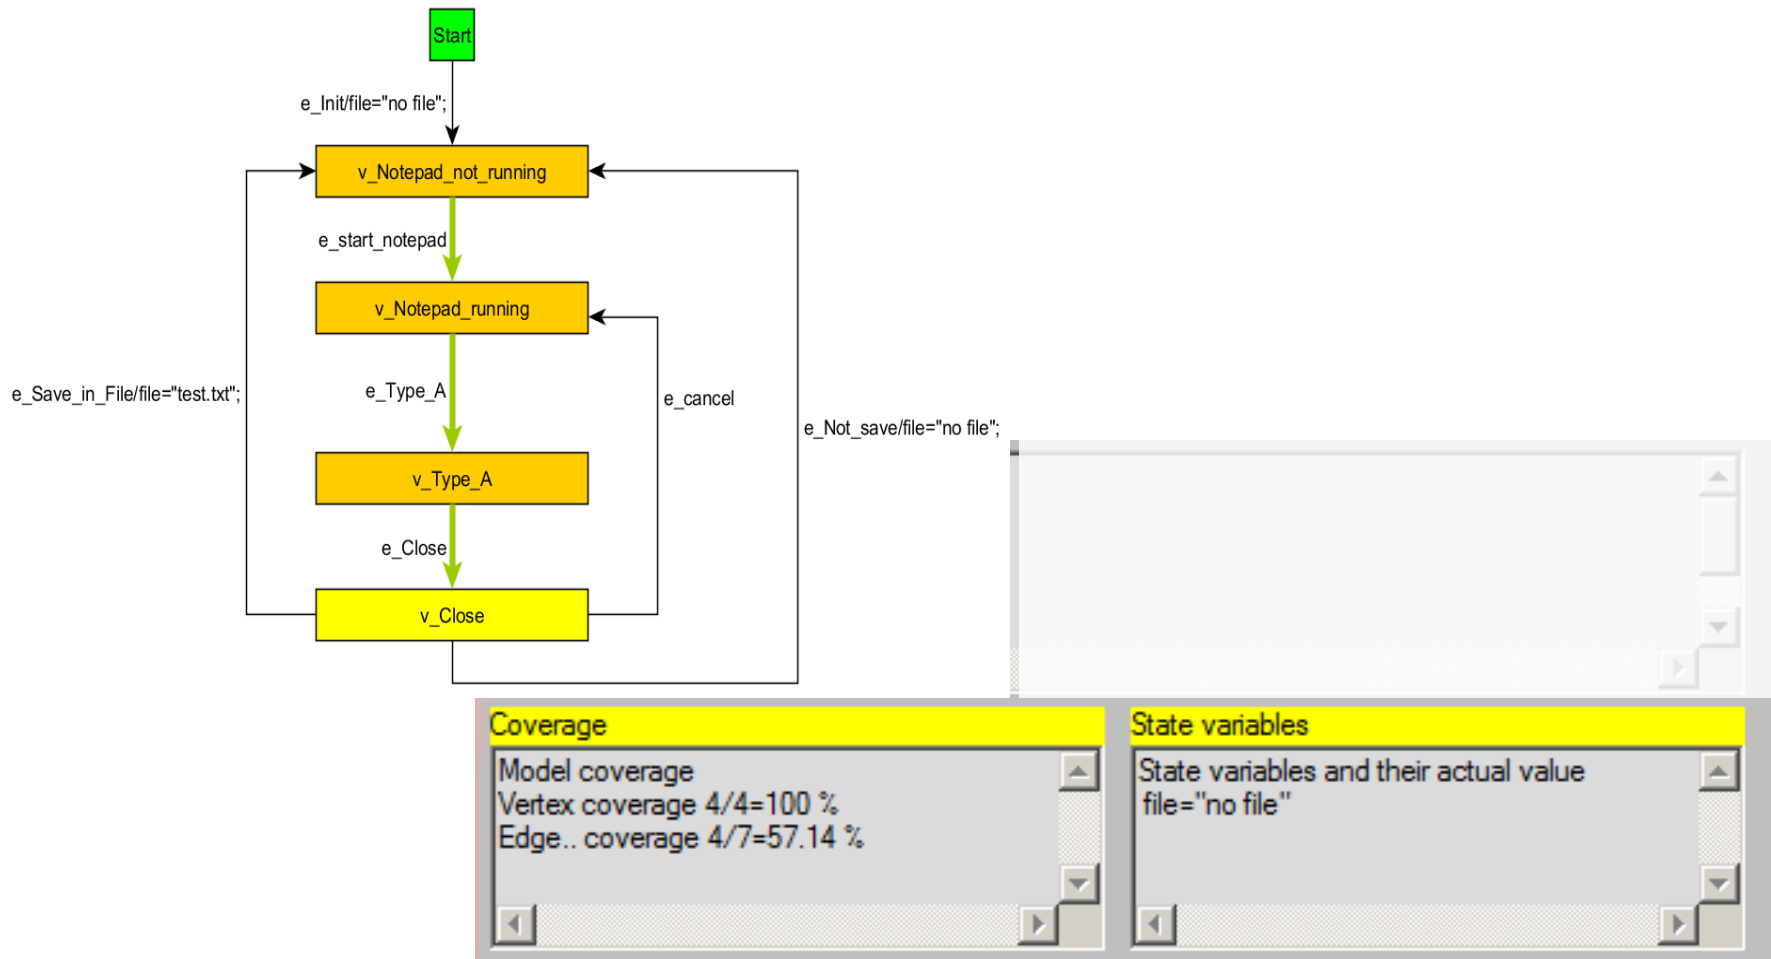 Start
e_Init/file="no file";
v_Notepad_not_running
e_start_notepad
v_Notepad_running
e_Type_A
e_Save_in_File/file="test.txt";
e_cancel
e_Not_save/file="no file";
v_Type_A
e_Close
v_Close
Coverage
Model coverage
Vertex coverage 4/4=100 %
Edge.. coverage 4/7=57.14 %
State variables
State variables and their actual value
file="no file"